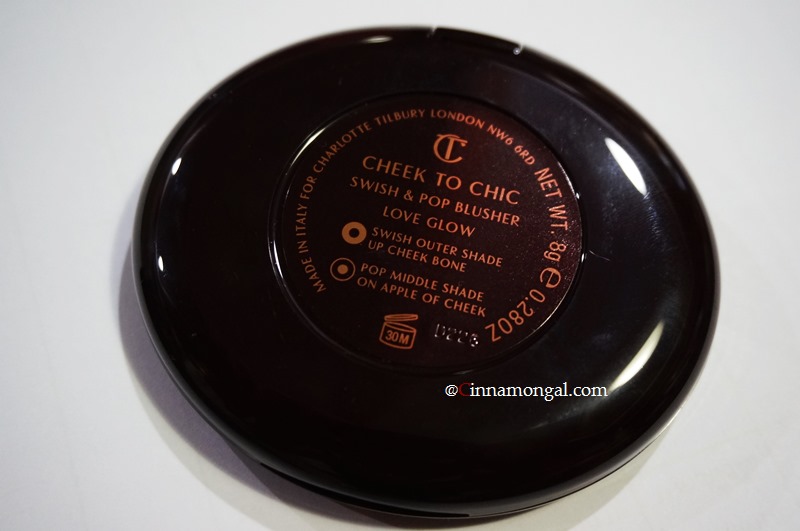 MADE IN ITALY FOR CHARLOTTE TILBURY LONDON NW6 6RD
NET WT 8g e 0.28OZ
CT
CHEEK TO CHIC
SWISH & POP BLUSHER
LOVE GLOW
SWISH OUTER SHADE
UP CHEEK BONE
POP MIDDLE SHADE
ON APPLE OF CHEEK
30M
@Cinnamongal.com